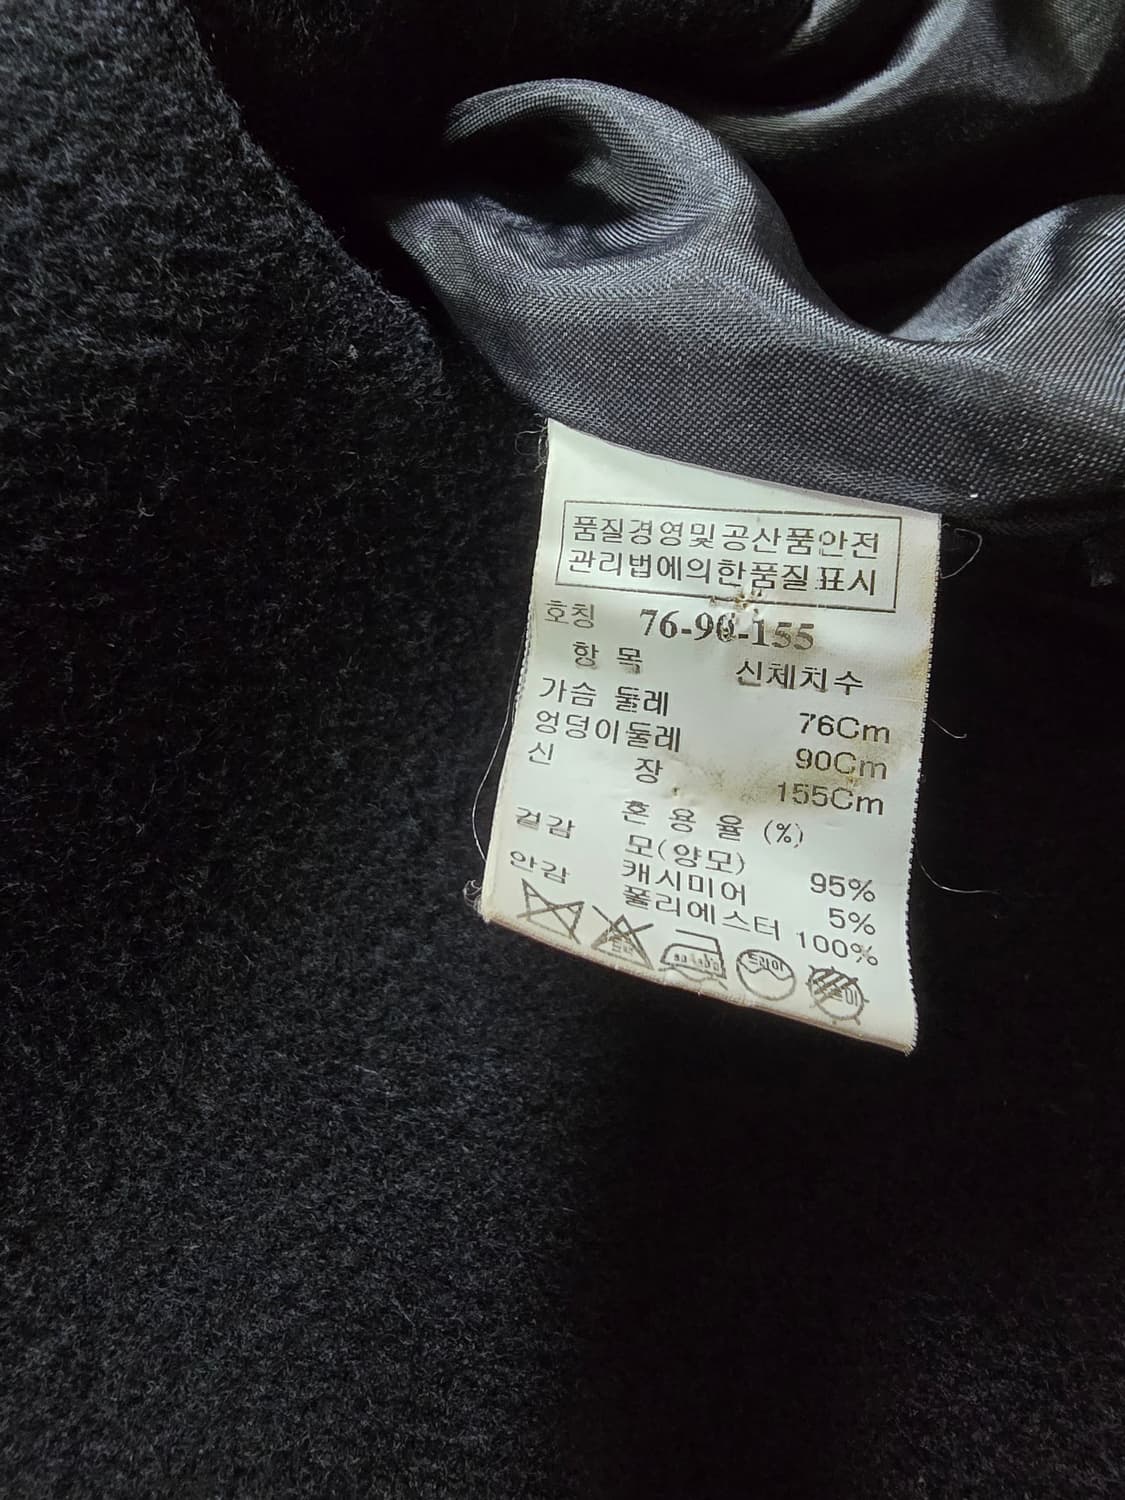 품질경영및공산품안전
관리법에의한품질표시
호칭 76-90-155
항 목 신체치수
가슴 둘레 76Cm
엉덩이둘레 90Cm
신 장 155Cm
혼 용 율 (%)
겉감 모(양모) 95%
캐시미어 5%
안감 폴리에스터 100%
드라이